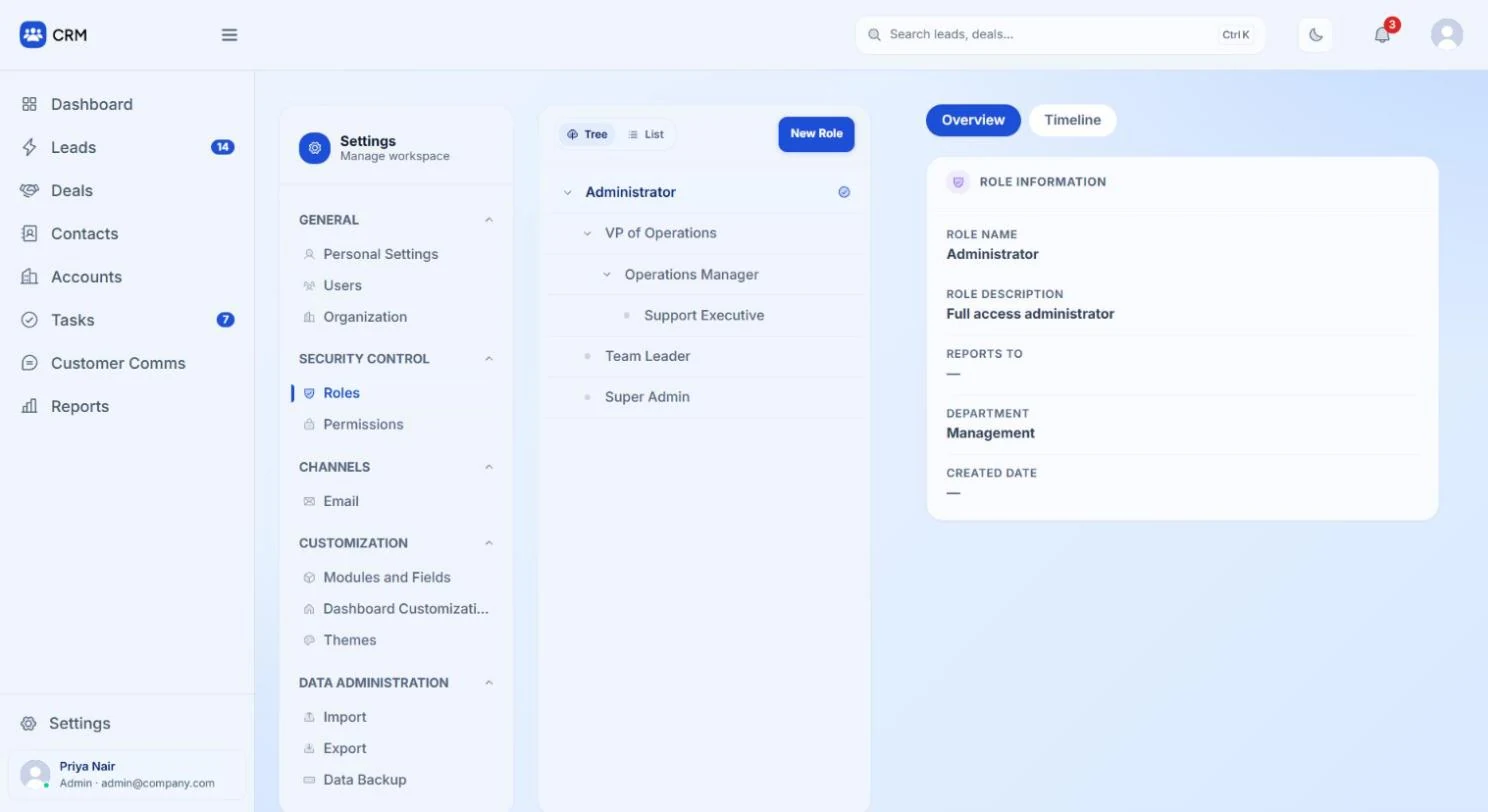 CRM
Search leads, deals...
Ctrl K
3
Dashboard
Leads
14
Deals
Contacts
Accounts
Tasks
7
Customer Comms
Reports
Settings
Priya Nair
Admin · admin@company.com
Settings
Manage workspace
GENERAL
Personal Settings
Users
Organization
SECURITY CONTROL
Roles
Permissions
CHANNELS
Email
CUSTOMIZATION
Modules and Fields
Dashboard Customizati...
Themes
DATA ADMINISTRATION
Import
Export
Data Backup
Tree
List
New Role
Administrator
VP of Operations
Operations Manager
Support Executive
Team Leader
Super Admin
Overview
Timeline
ROLE INFORMATION
ROLE NAME
Administrator
ROLE DESCRIPTION
Full access administrator
REPORTS TO
—
DEPARTMENT
Management
CREATED DATE
—